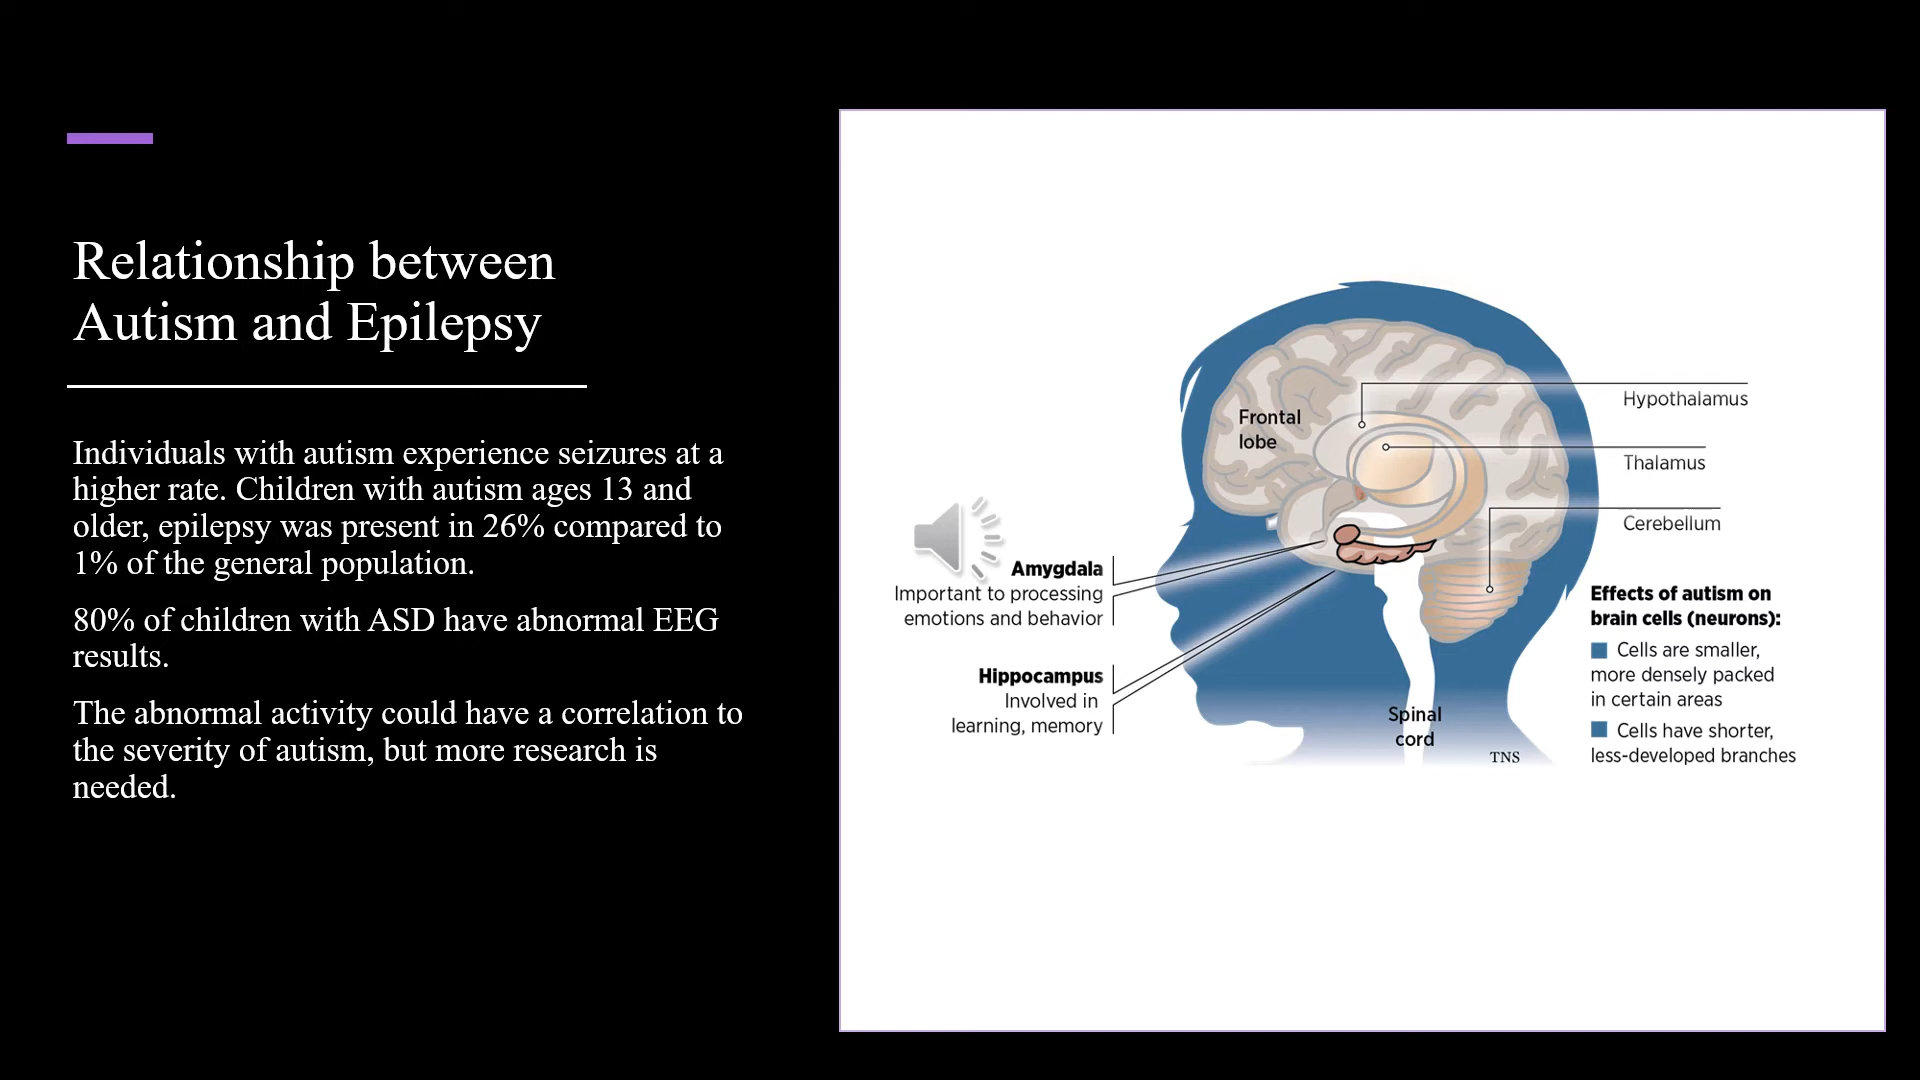 Relationship between
Autism and Epilepsy
Individuals with autism experience seizures at a
higher rate. Children with autism ages 13 and
older, epilepsy was present in 26% compared to
1% of the general population.
80% of children with ASD have abnormal EEG
results.
The abnormal activity could have a correlation to
the severity of autism, but more research is
needed.
Frontal
lobe
Hypothalamus
Thalamus
Cerebellum
Amygdala
Important to processing
emotions and behavior
Hippocampus
Involved in
learning, memory
Spinal
cord
TNS
Effects of autism on
brain cells (neurons):
Cells are smaller,
more densely packed
in certain areas
Cells have shorter,
less-developed branches